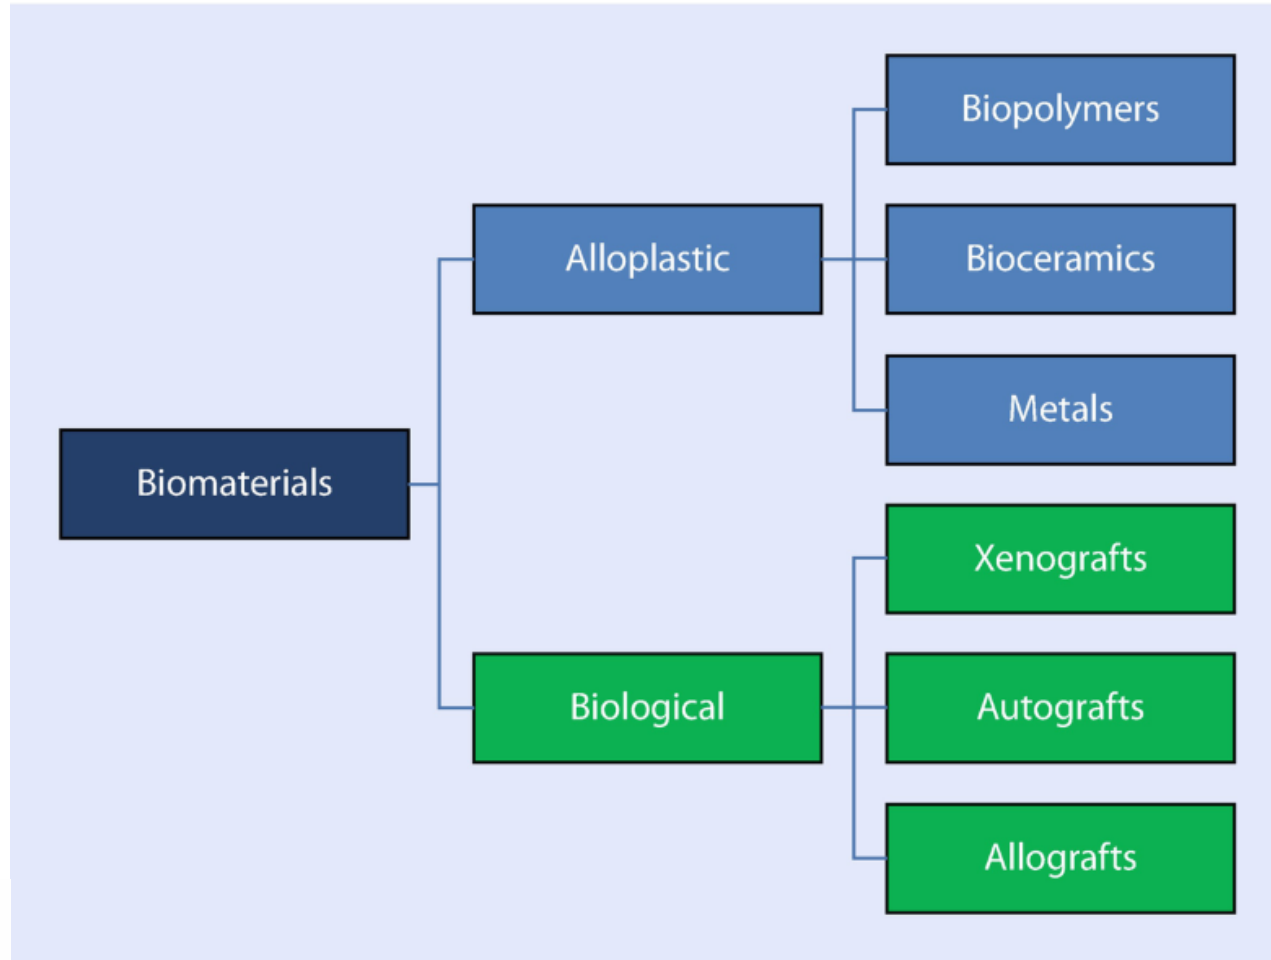 Biomaterials
Alloplastic
Biopolymers
Bioceramics
Metals
Biological
Xenografts
Autografts
Allografts